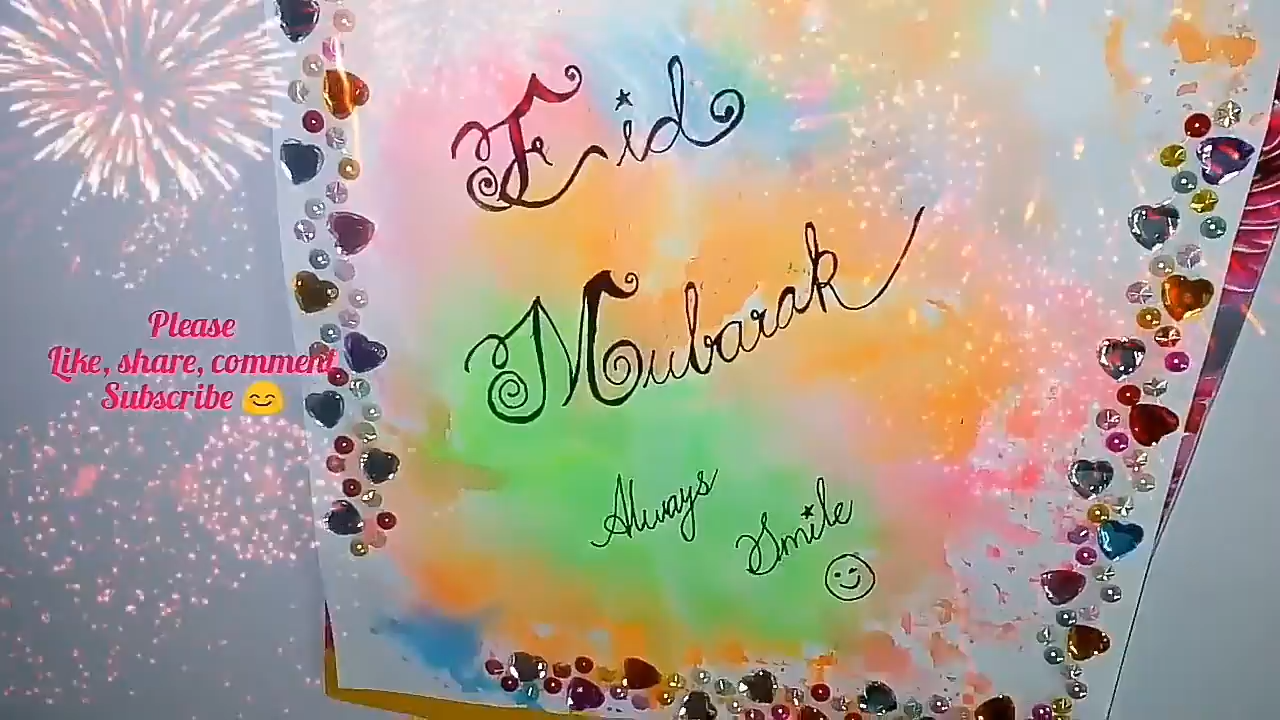 Eid
Mubarak
Always
Smile
Please
Like, share, comment
Subscribe 😊